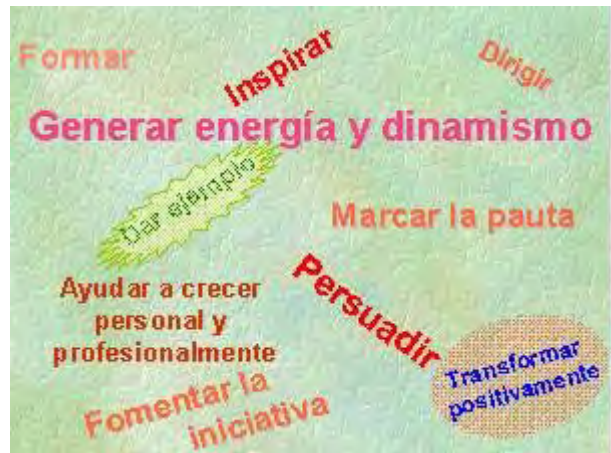 Formar
Inspirar
Dirigir
Generar energía y dinamismo
Dar ejemplo
Marcar la pauta
Ayudar a crecer
personal y
profesionalmente
Persuadir
Transformar
positivamente
Fomentar la
iniciativa